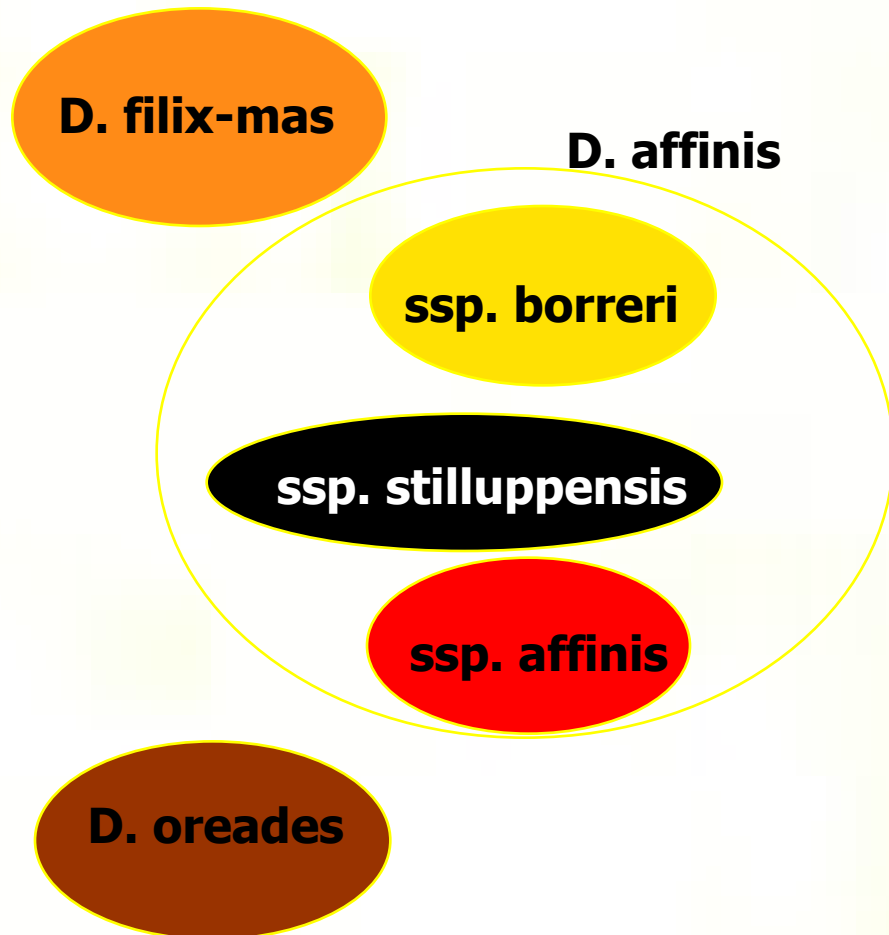 D. filix-mas
D. affinis
ssp. borreri
ssp. stilluppensis
ssp. affinis
D. oreades